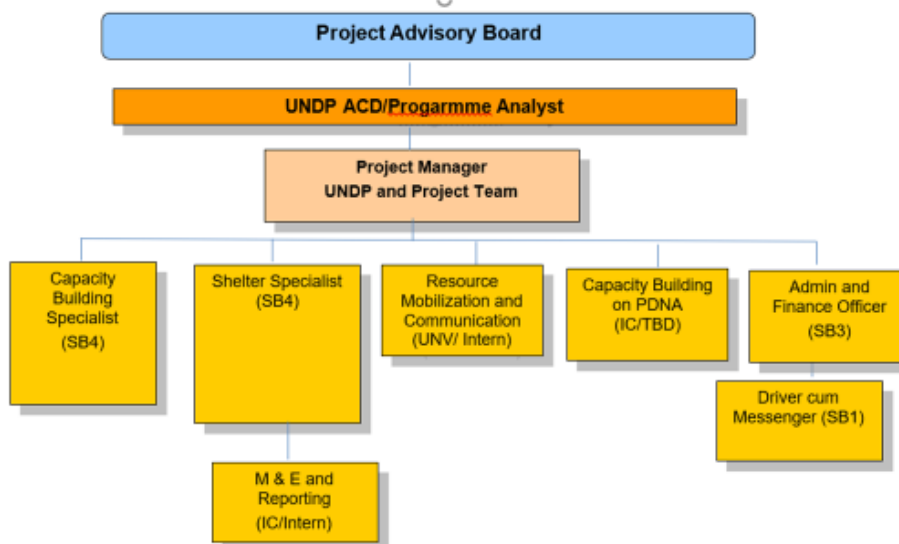 Project Advisory Board
UNDP ACD/Progarmme Analyst
Project Manager
UNDP and Project Team
Capacity
Building
Specialist
(SB4)
Shelter Specialist
(SB4)
Resource
Mobilization and
Communication
(UNV/ Intern)
Capacity Building
on PDNA
(IC/TBD)
Admin and
Finance Officer
(SB3)
Driver cum
Messenger (SB1)
M & E and
Reporting
(IC/Intern)